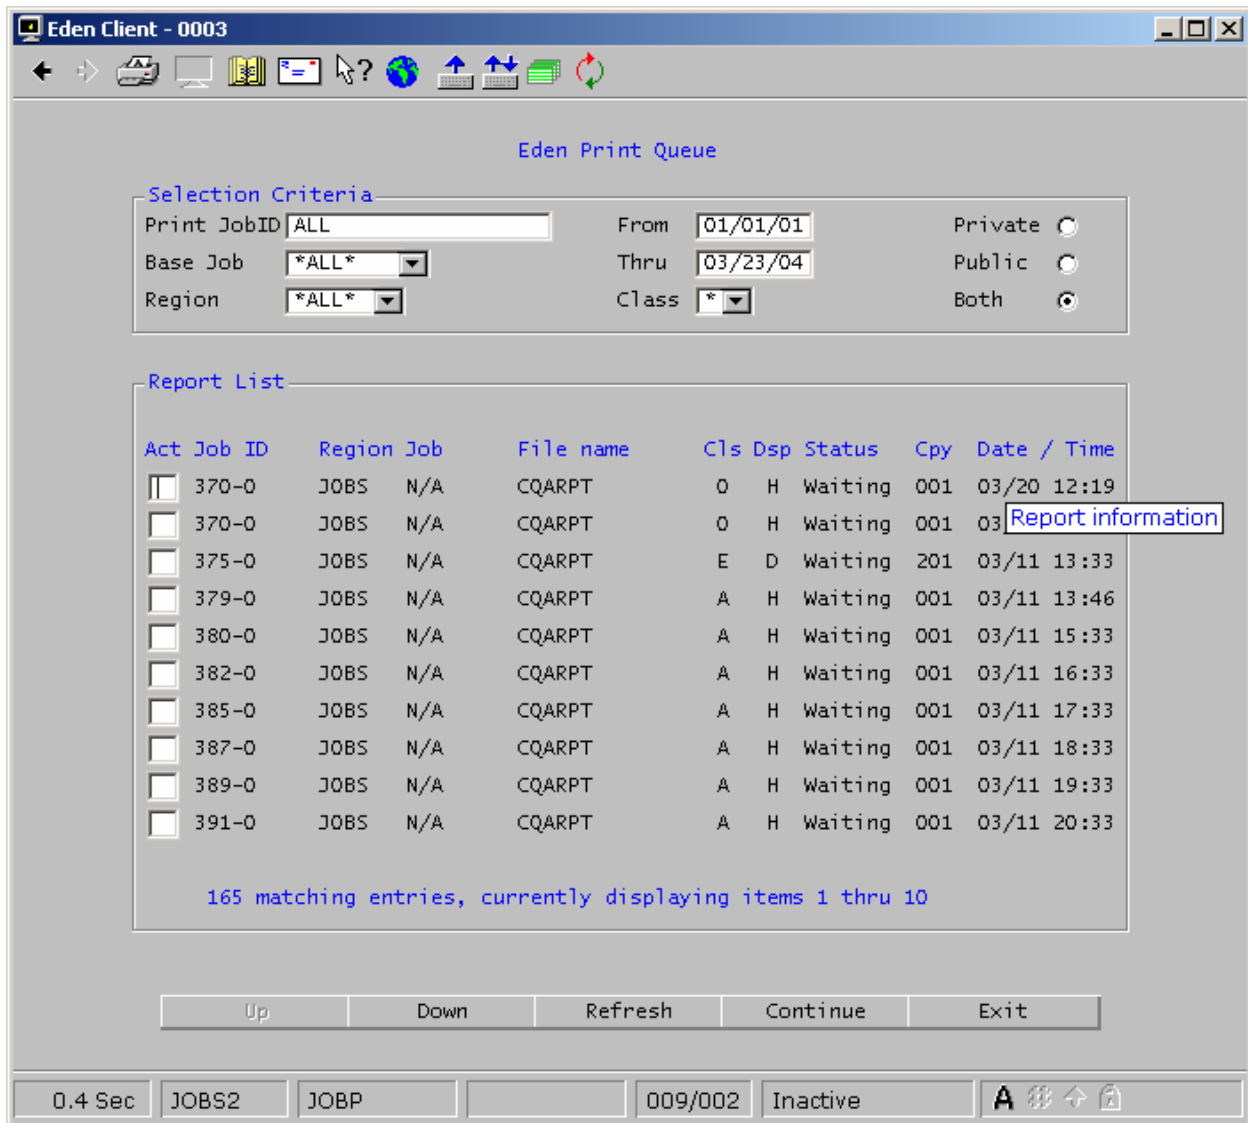 Eden Client - 0003
Eden Print Queue
Selection Criteria
Print JobID ALL From 01/01/01 Private
Base Job *ALL* Thru 03/23/04 Public
Region *ALL* Class * Both
Report List
Act Job ID Region Job File name Cls Dsp Status Cpy Date / Time
370-0 JOBS N/A CQARPT O H Waiting 001 03/20 12:19
370-0 JOBS N/A CQARPT O H Waiting 001 03
Report information
375-0 JOBS N/A CQARPT E D Waiting 201 03/11 13:33
379-0 JOBS N/A CQARPT A H Waiting 001 03/11 13:46
380-0 JOBS N/A CQARPT A H Waiting 001 03/11 15:33
382-0 JOBS N/A CQARPT A H Waiting 001 03/11 16:33
385-0 JOBS N/A CQARPT A H Waiting 001 03/11 17:33
387-0 JOBS N/A CQARPT A H Waiting 001 03/11 18:33
389-0 JOBS N/A CQARPT A H Waiting 001 03/11 19:33
391-0 JOBS N/A CQARPT A H Waiting 001 03/11 20:33
165 matching entries, currently displaying items 1 thru 10
Up Down Refresh Continue Exit
0.4 Sec JOBS2 JOBP 009/002 Inactive A